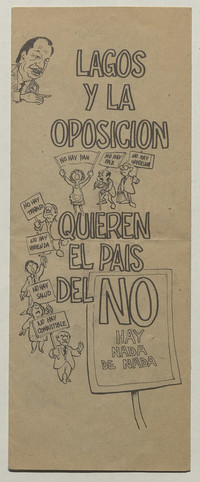 LAGOS
Y LA
OPOSICION
NO HAY PAN
NO HAY PAZ
NO HAY
NO HAY TRABAJO
QUIEREN
NO HAY VIVIENDA
EL PAIS
DEL NO
NO HAY SALUD
NO HAY COMBUSTIBLE
HAY
NADA
DE NADA